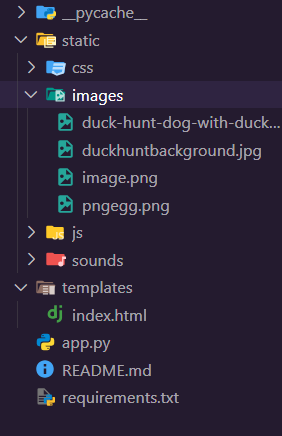 __pycache__
static
css
images
duck-hunt-dog-with-duck...
duckhuntbackground.jpg
image.png
pngegg.png
js
sounds
templates
dj index.html
app.py
README.md
requirements.txt